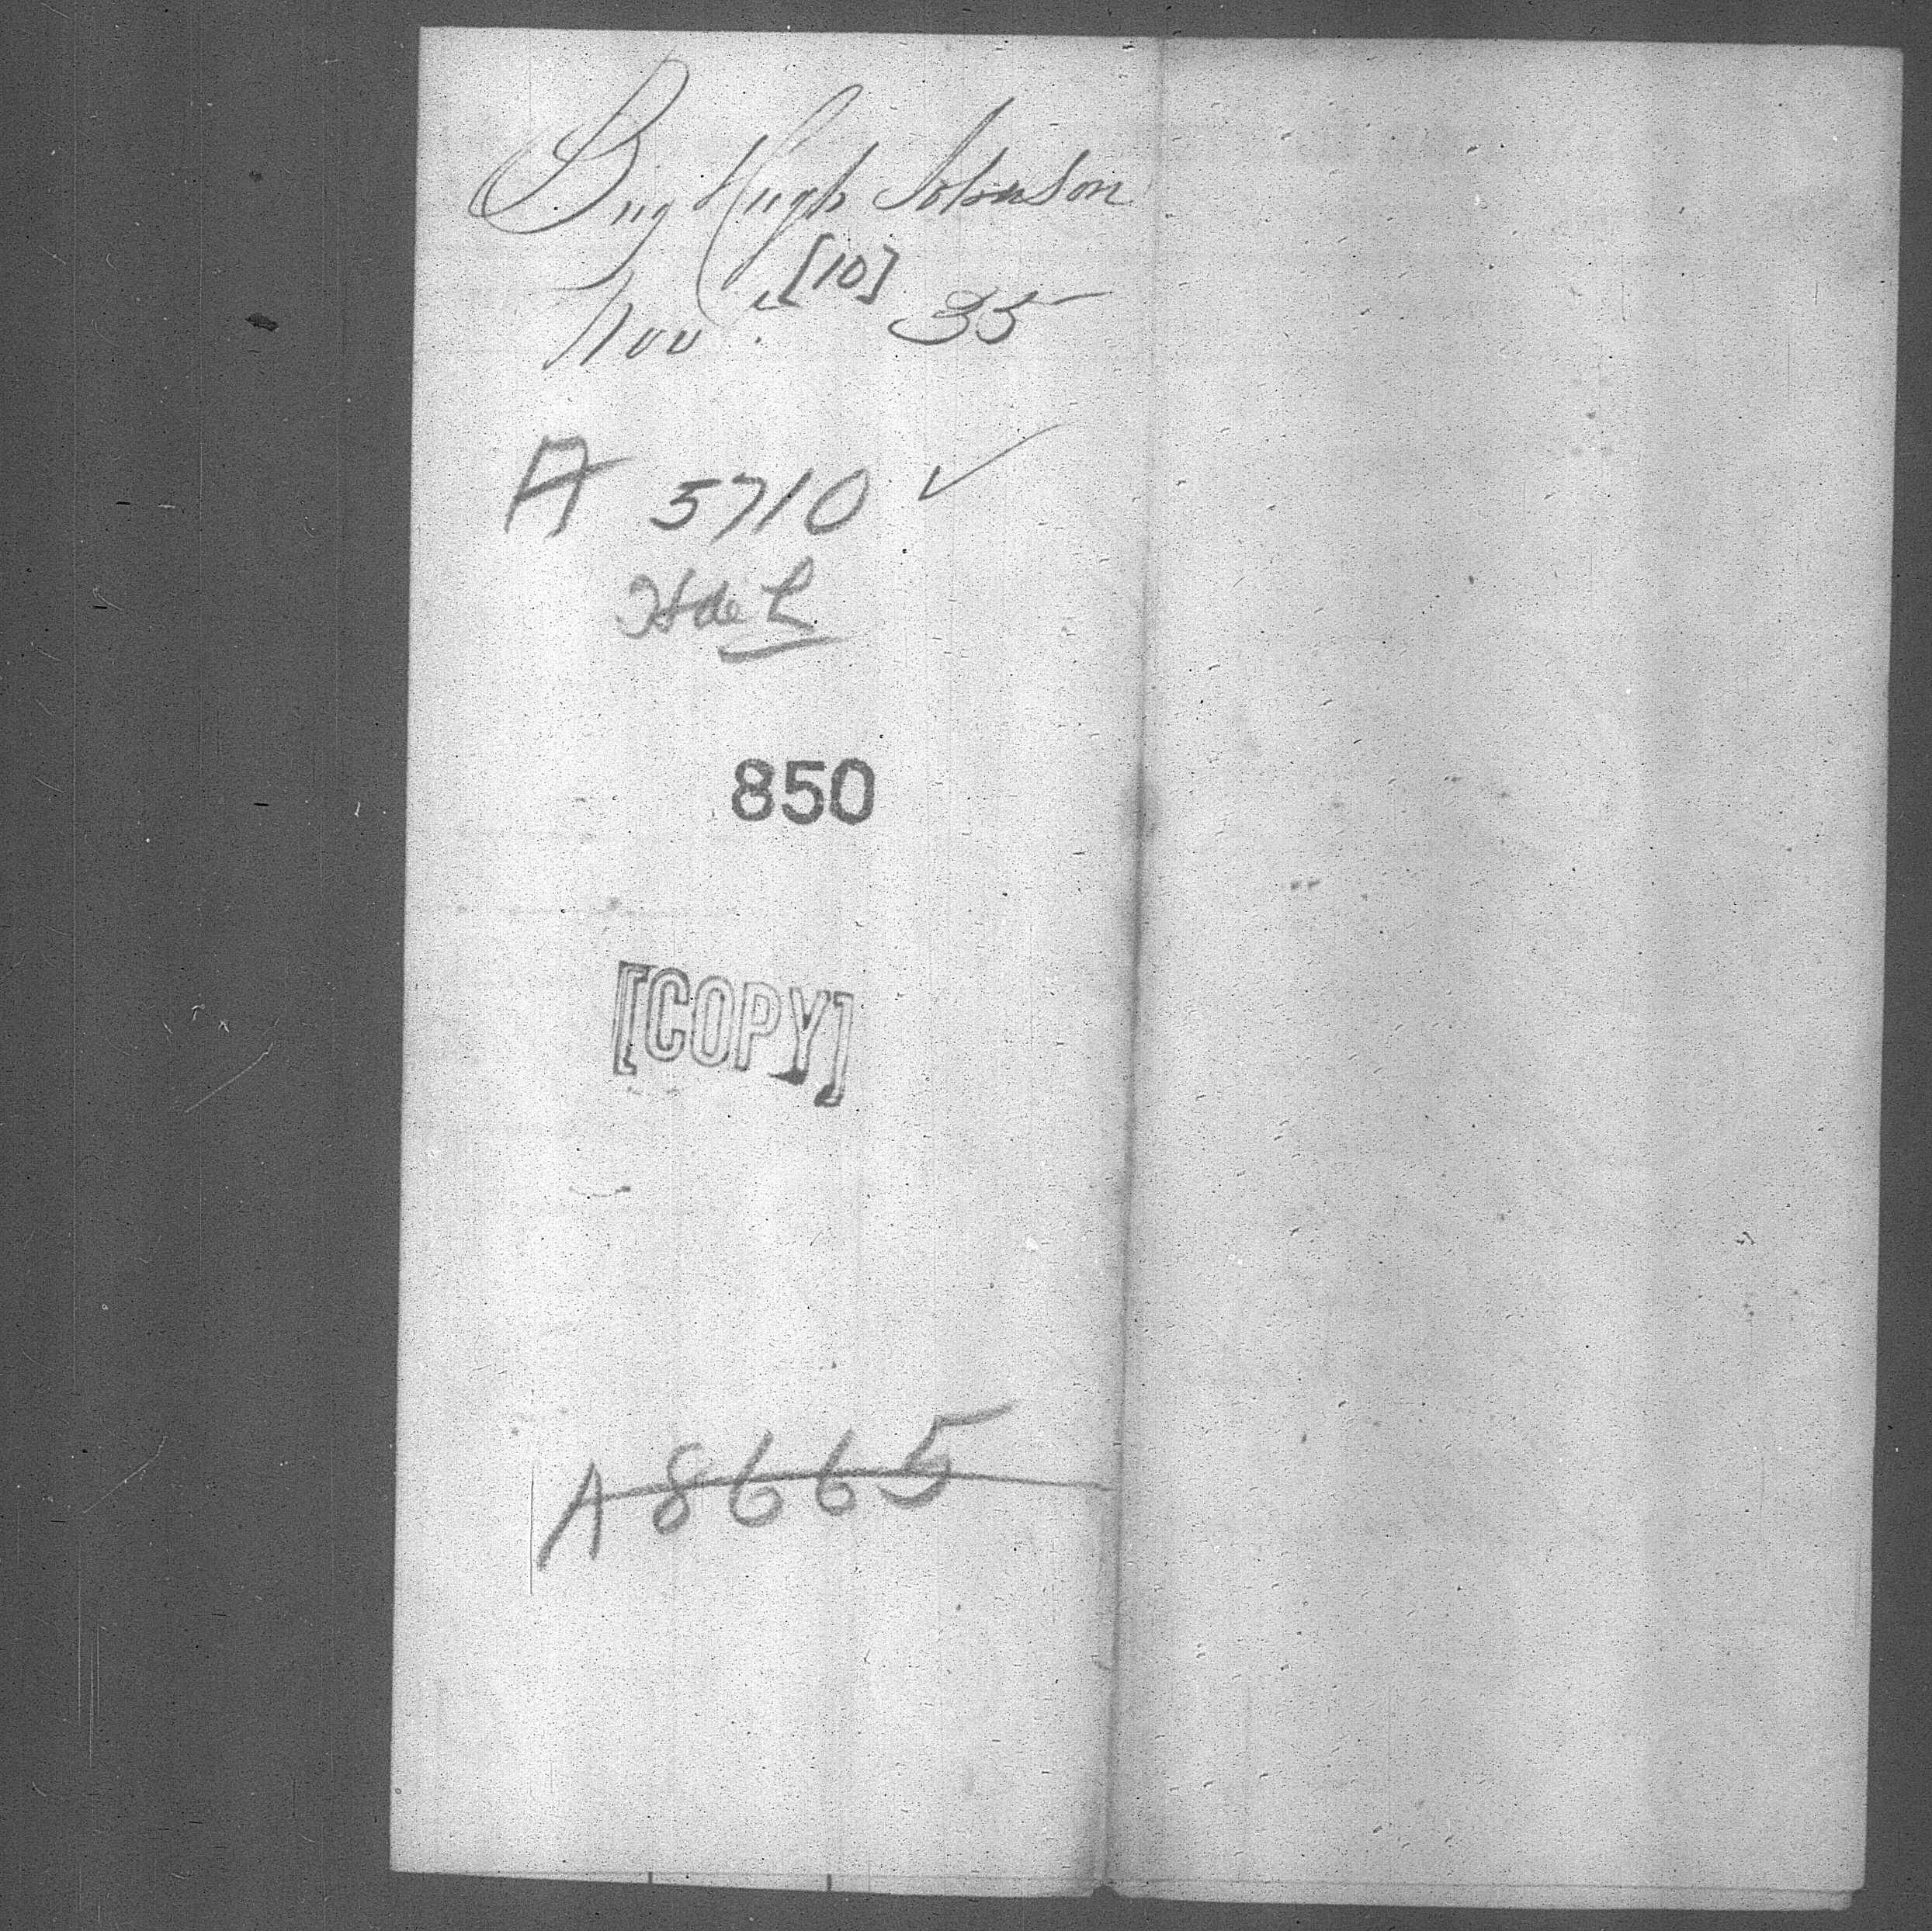 Brig Hugh Johnson
[10]
Nov. 35
A 5710 ✓
850
[COPY]
A 8665